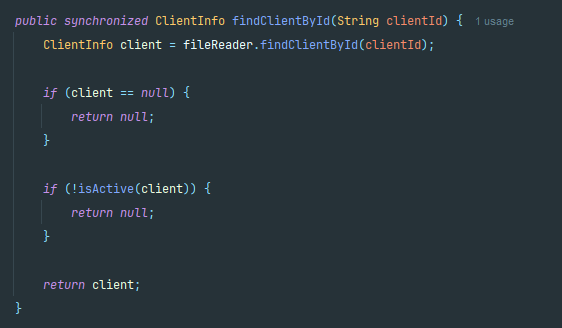 public synchronized ClientInfo findClientById(String clientId) { 1 usage
ClientInfo client = fileReader.findClientById(clientId);
if (client == null) {
return null;
}
if (!isActive(client)) {
return null;
}
return client;
}